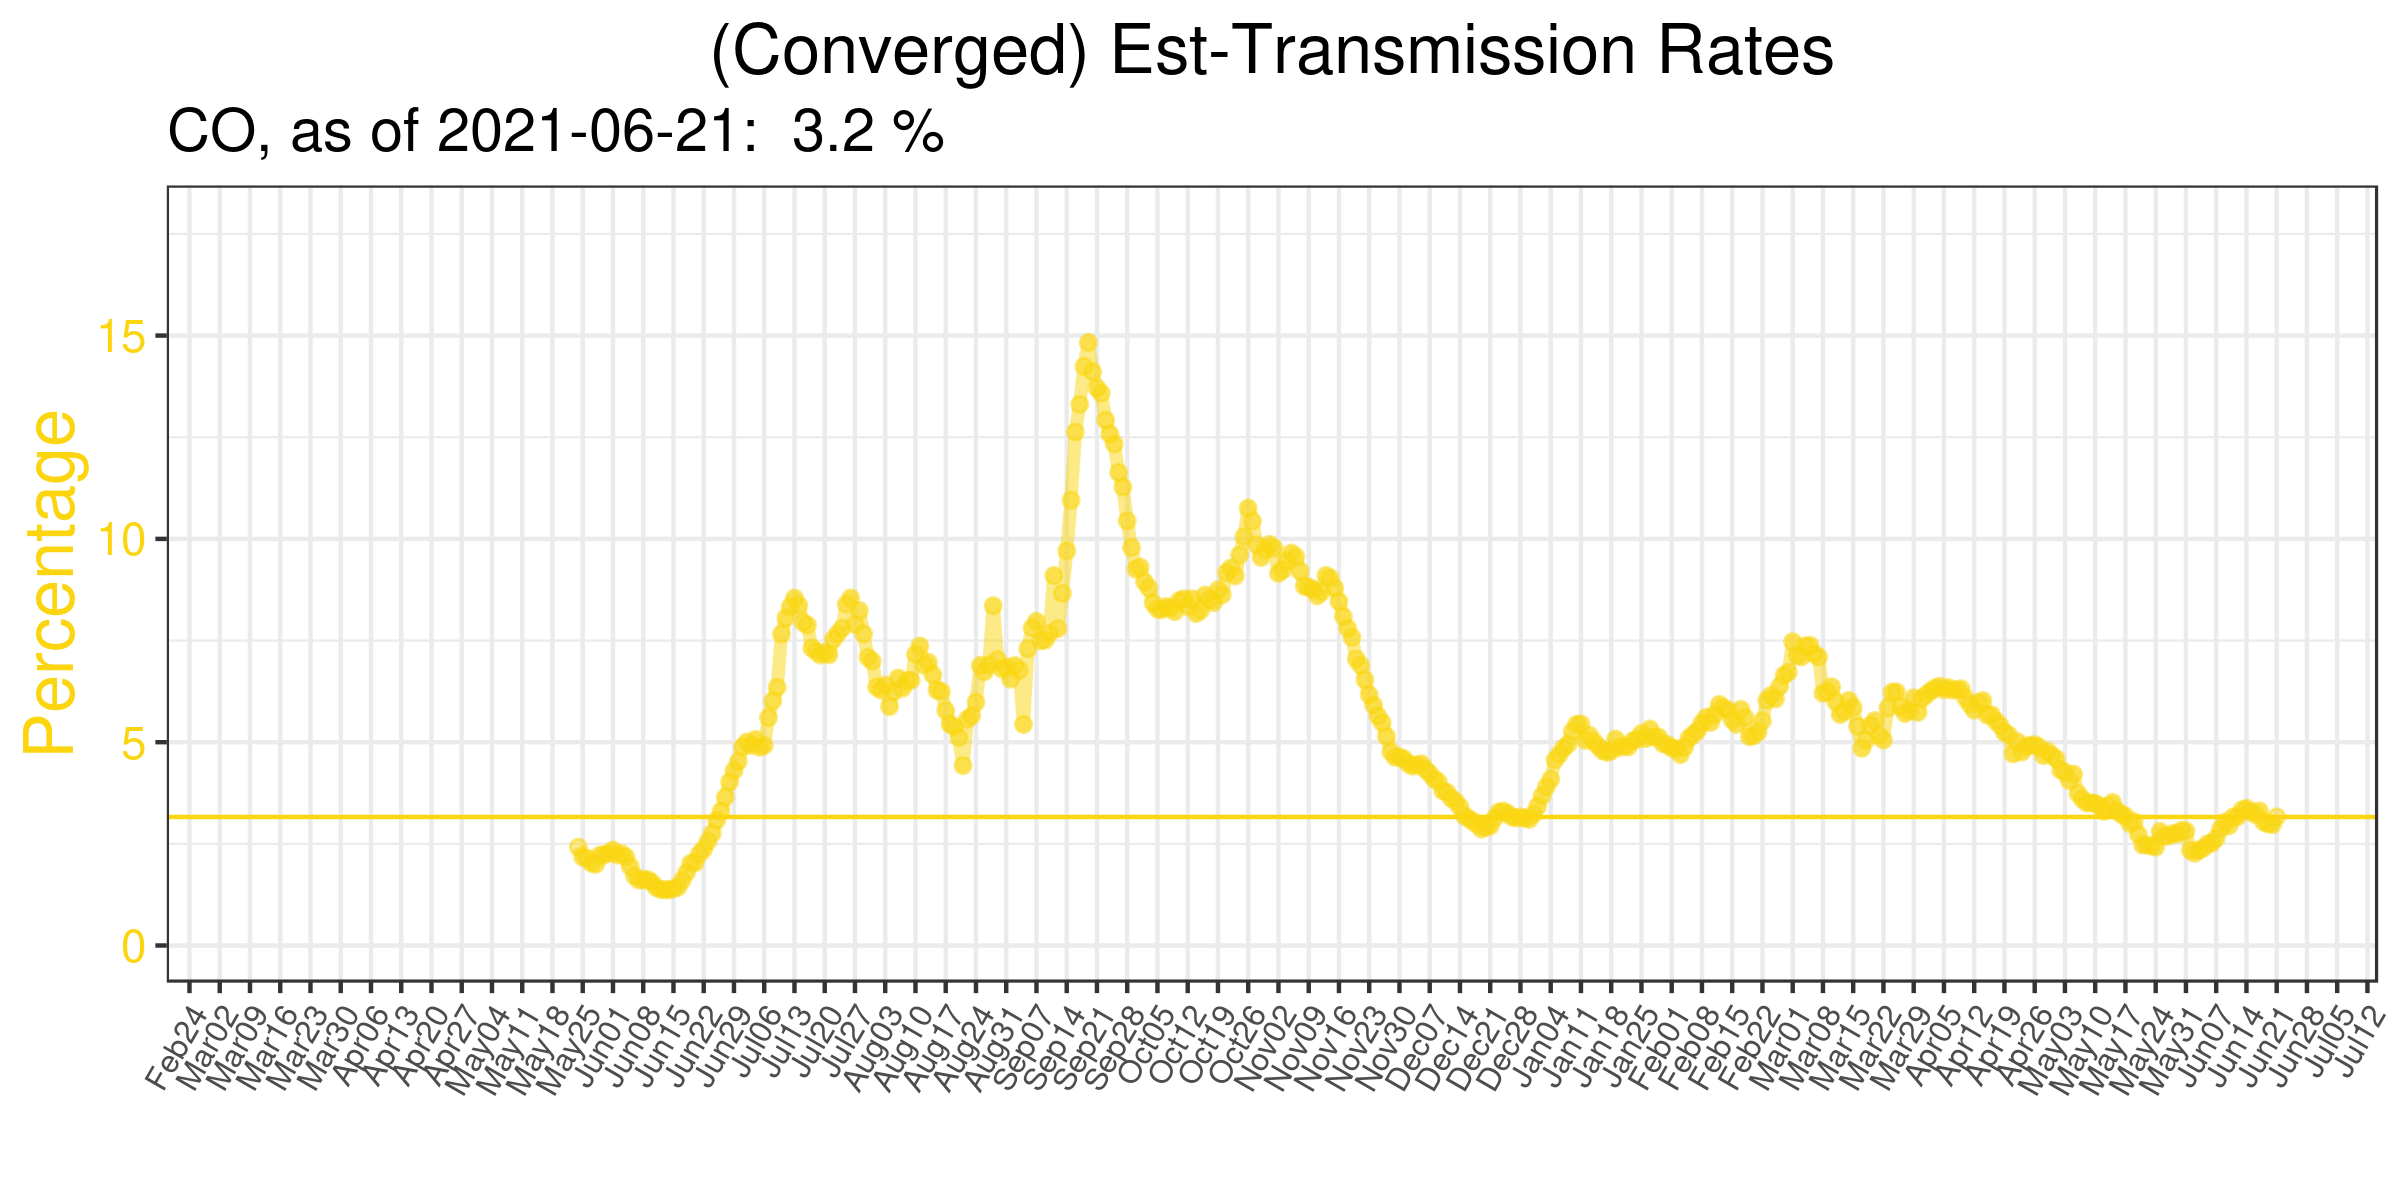 (Converged) Est-Transmission Rates
CO, as of 2021-06-21: 3.2 %
Percentage
15
10
5
0
Feb24
Mar02
Mar09
Mar16
Mar23
Mar30
Apr06
Apr13
Apr20
Apr27
May04
May11
May18
May25
Jun01
Jun08
Jun15
Jun22
Jun29
Jul06
Jul13
Jul20
Jul27
Aug03
Aug10
Aug17
Aug24
Aug31
Sep07
Sep14
Sep21
Sep28
Oct05
Oct12
Oct19
Oct26
Nov02
Nov09
Nov16
Nov23
Nov30
Dec07
Dec14
Dec21
Dec28
Jan04
Jan11
Jan18
Jan25
Feb01
Feb08
Feb15
Feb22
Mar01
Mar08
Mar15
Mar22
Mar29
Apr05
Apr12
Apr19
Apr26
May03
May10
May17
May24
May31
Jun07
Jun14
Jun21
Jun28
Jul05
Jul12